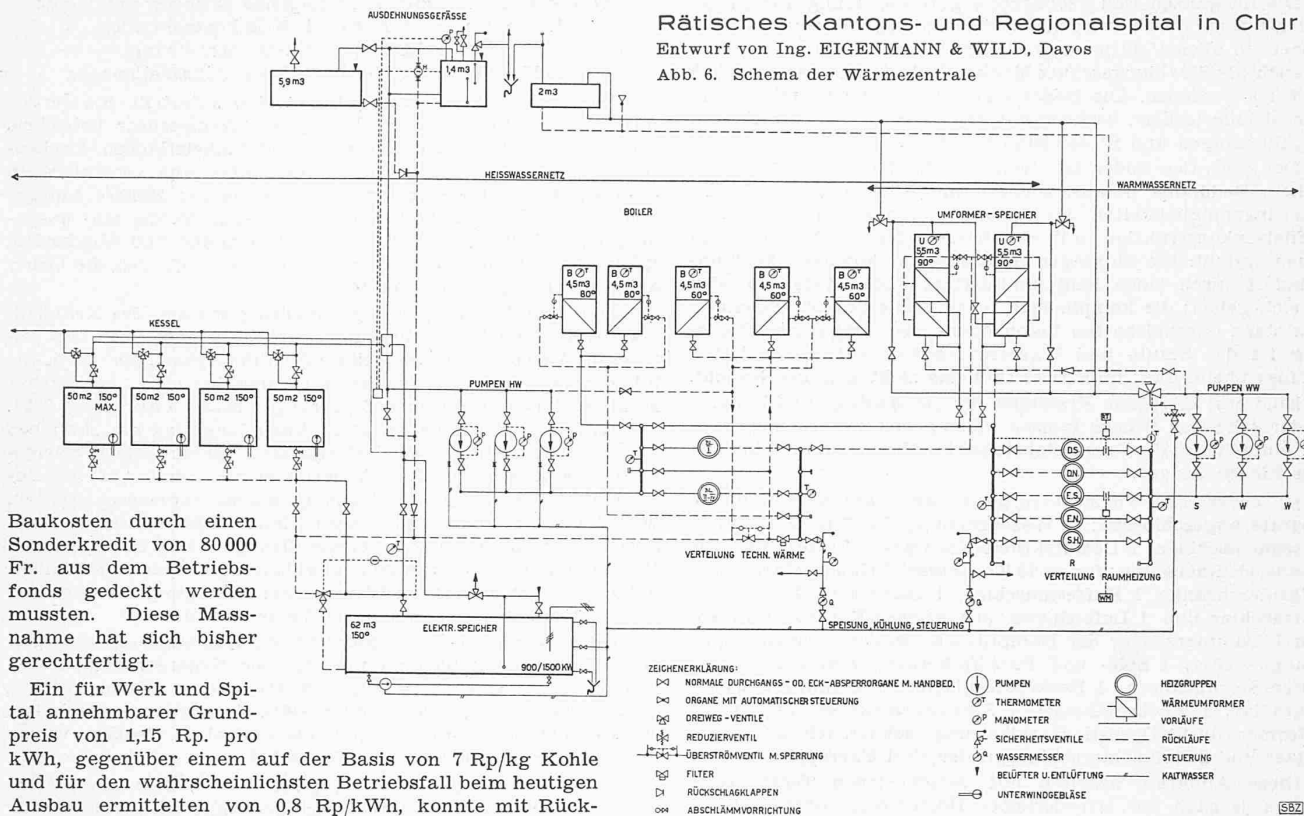 Rätisches Kantons- und Regionalspital in Chur
Entwurf von Ing. EIGENMANN & WILD, Davos
Abb. 6. Schema der Wärmezentrale
AUSDEHNUNGSGEFÄSSE
5,9 m3
1,4 m3
2 m3
HEISSWASSERNETZ
WARMWASSERNETZ
BOILER
UMFORMER-SPEICHER
B T
4,5 m3
80°
B T
4,5 m3
80°
B T
4,5 m3
60°
B T
4,5 m3
60°
B T
4,5 m3
60°
U T
5,5 m3
90°
U T
5,5 m3
90°
KESSEL
50 m2 150°
MAX.
50 m2 150°
50 m2 150°
50 m2 150°
PUMPEN HW
PUMPEN WW
D.S.
D.N.
E.S.
E.N.
S.H.
R
S W W
VERTEILUNG TECHN. WÄRME
VERTEILUNG RAUMHEIZUNG
SPEISUNG, KÜHLUNG, STEUERUNG
62 m3
150°
ELEKTR. SPEICHER
900/1500 KW
Baukosten durch einen
Sonderkredit von 80 000
Fr. aus dem Betriebs-
fonds gedeckt werden
mussten. Diese Mass-
nahme hat sich bisher
gerechtfertigt.
Ein für Werk und Spi-
tal annehmbarer Grund-
preis von 1,15 Rp. pro
kWh, gegenüber einem auf der Basis von 7 Rp/kg Kohle
und für den wahrscheinlichsten Betriebsfall beim heutigen
Ausbau ermittelten von 0,8 Rp/kWh, konnte mit Rück-
ZEICHENERKLÄRUNG:
NORMALE DURCHGANGS- OD. ECK-ABSPERRORGANE M. HANDBED.
ORGANE MIT AUTOMATISCHER STEUERUNG
DREIWEG-VENTILE
REDUZIERVENTIL
ÜBERSTRÖMVENTIL M. SPERRUNG
FILTER
RÜCKSCHLAGKLAPPEN
ABSCHLÄMMVORRICHTUNG
PUMPEN
THERMOMETER
MANOMETER
SICHERHEITSVENTILE
WASSERMESSER
BELÜFTER U. ENTLÜFTUNG
UNTERWINDGEBLÄSE
HEIZGRUPPEN
WÄRMEUMFORMER
VORLÄUFE
RÜCKLÄUFE
STEUERUNG
KALTWASSER
SBZ